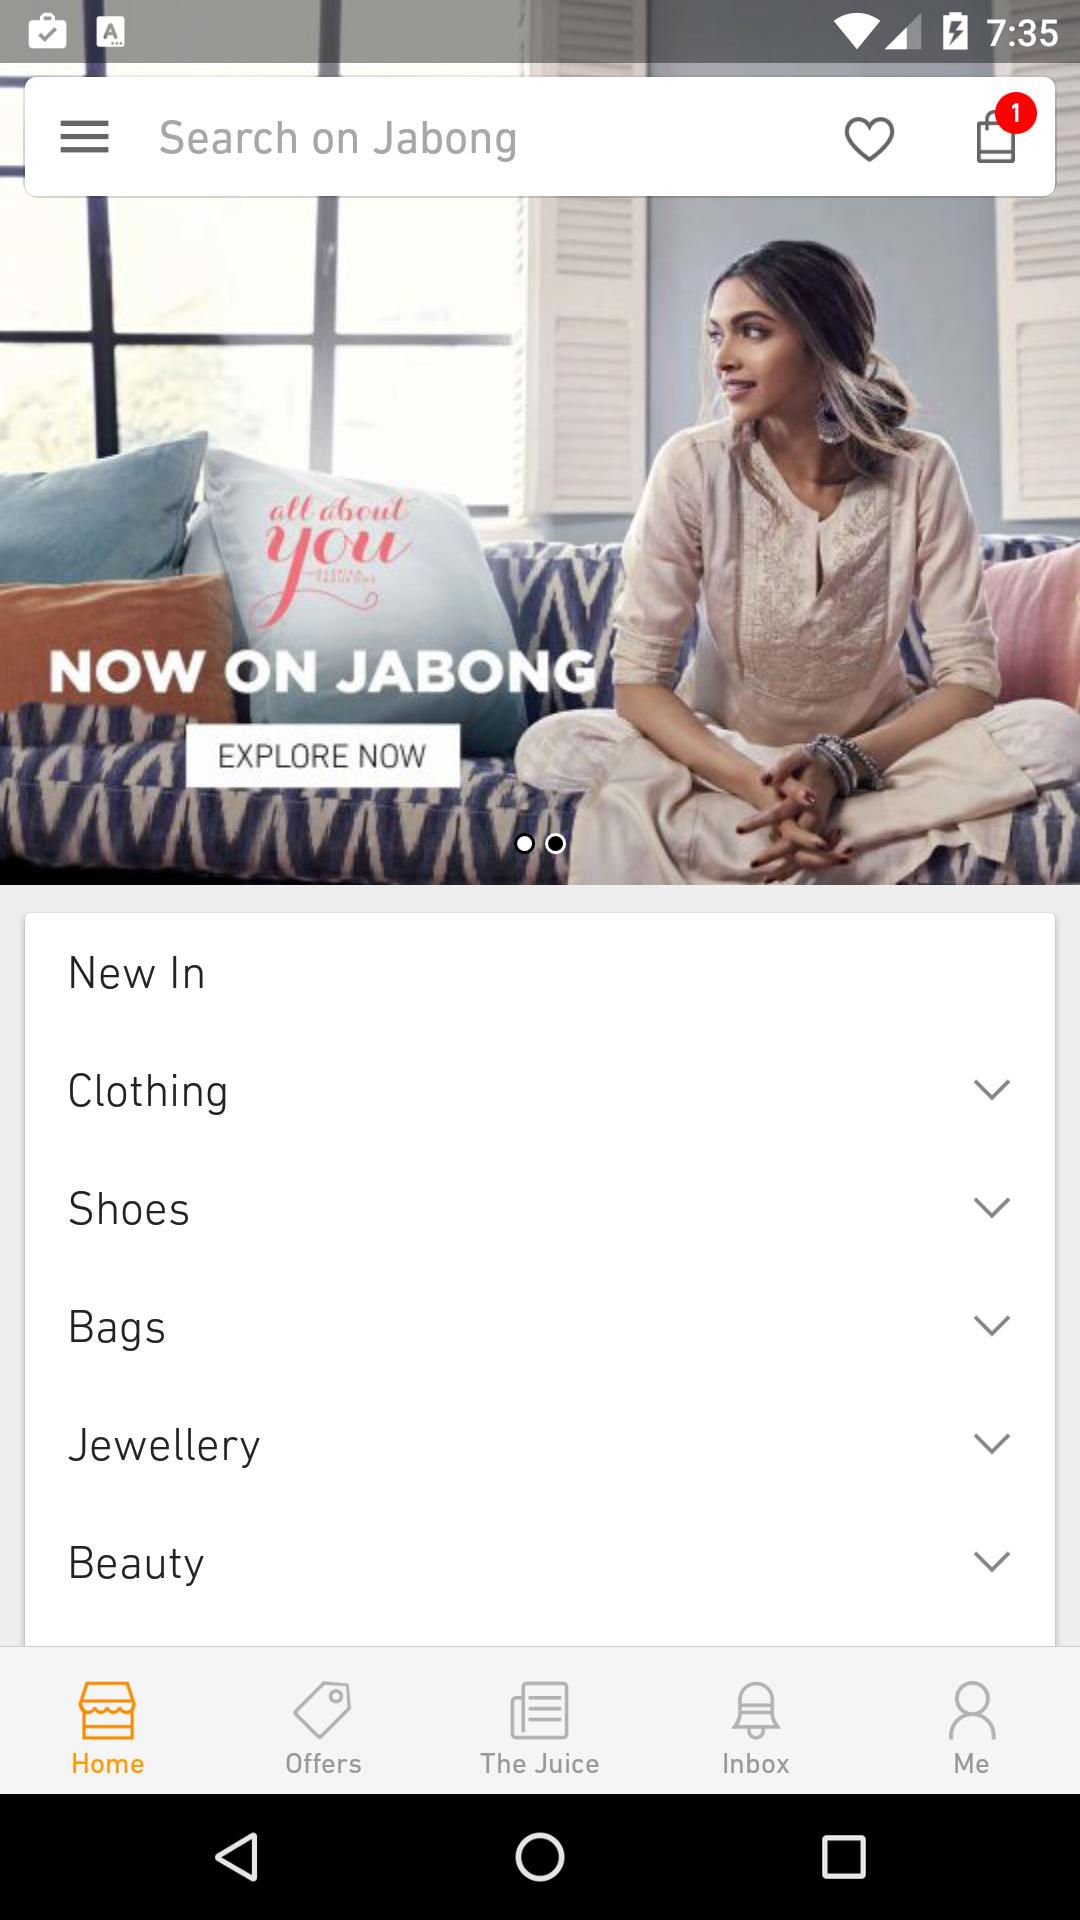 7:35
Search on Jabong
1
all about
you
NOW ON JABONG
EXPLORE NOW
New In
Clothing
Shoes
Bags
Jewellery
Beauty
Home
Offers
The Juice
Inbox
Me